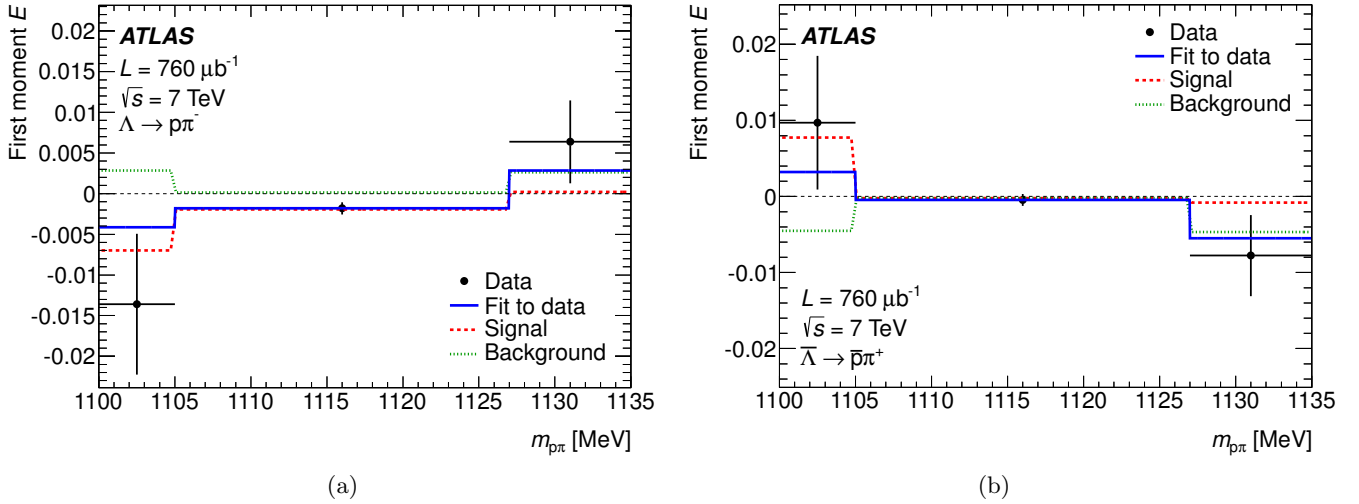 First moment E
0.02
0.015
0.01
0.005
0
-0.005
-0.01
-0.015
-0.02
ATLAS
L = 760 μb⁻¹
√s = 7 TeV
Λ → pπ⁻
Data
Fit to data
Signal
Background
1100 1105 1110 1115 1120 1125 1130 1135
m_pπ [MeV]
(a)
First moment E
0.02
0.01
0
-0.01
-0.02
ATLAS
Data
Fit to data
Signal
Background
L = 760 μb⁻¹
√s = 7 TeV
Λ̅ → p̅π⁺
1100 1105 1110 1115 1120 1125 1130 1135
m_pπ [MeV]
(b)